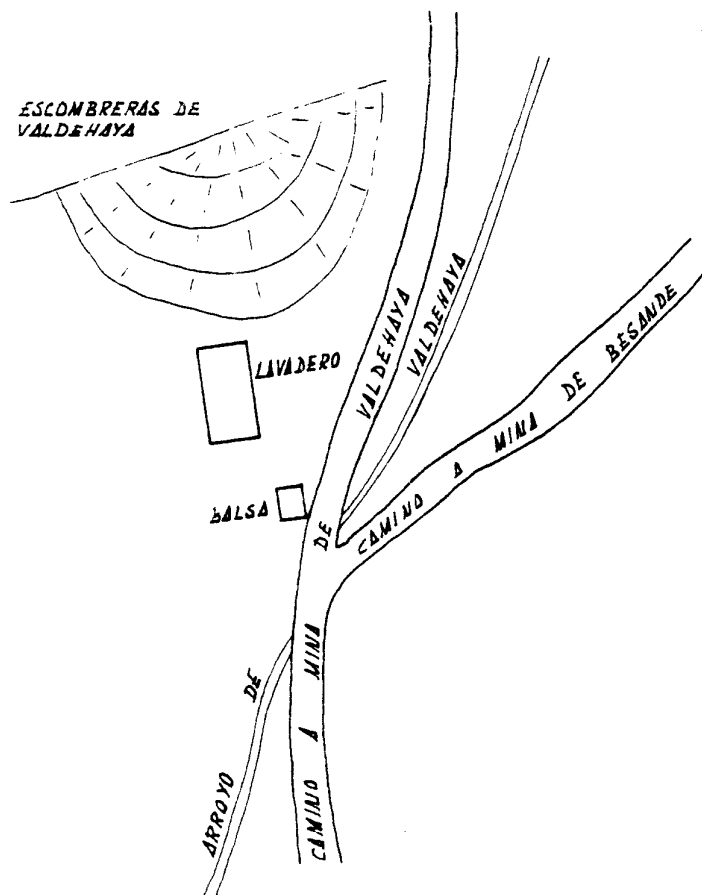 ESCOMBRERAS DE
VALDEHAYA
LAVADERO
BALSA
CAMINO A MINA DE VALDEHAYA
ARROYO DE VALDEHAYA
CAMINO A MINA DE BESANDE